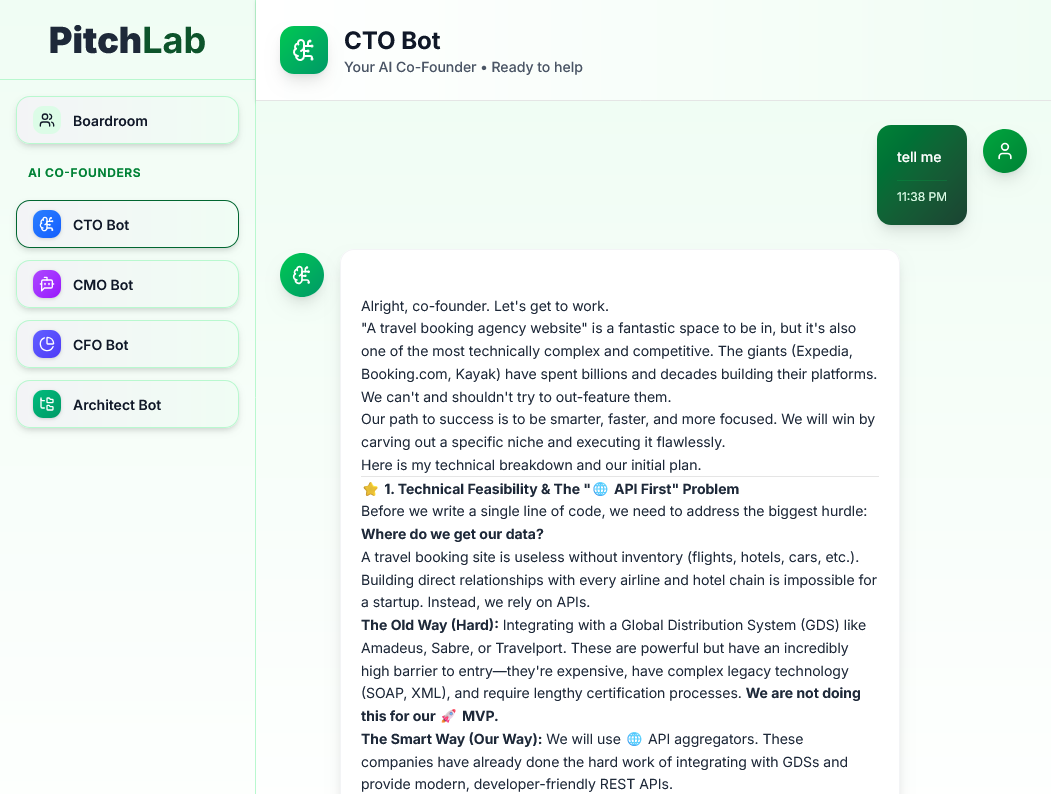 PitchLab
Boardroom
AI CO-FOUNDERS
CTO Bot
CMO Bot
CFO Bot
Architect Bot
CTO Bot
Your AI Co-Founder • Ready to help
tell me
11:38 PM
Alright, co-founder. Let's get to work.
"A travel booking agency website" is a fantastic space to be in, but it's also
one of the most technically complex and competitive. The giants (Expedia,
Booking.com, Kayak) have spent billions and decades building their platforms.
We can't and shouldn't try to out-feature them.
Our path to success is to be smarter, faster, and more focused. We will win by
carving out a specific niche and executing it flawlessly.
Here is my technical breakdown and our initial plan.
⭐ 1. Technical Feasibility & The "🌐 API First" Problem
Before we write a single line of code, we need to address the biggest hurdle:
Where do we get our data?
A travel booking site is useless without inventory (flights, hotels, cars, etc.).
Building direct relationships with every airline and hotel chain is impossible for
a startup. Instead, we rely on APIs.
The Old Way (Hard): Integrating with a Global Distribution System (GDS) like
Amadeus, Sabre, or Travelport. These are powerful but have an incredibly
high barrier to entry—they're expensive, have complex legacy technology
(SOAP, XML), and require lengthy certification processes. We are not doing
this for our 🚀 MVP.
The Smart Way (Our Way): We will use 🌐 API aggregators. These
companies have already done the hard work of integrating with GDSs and
provide modern, developer-friendly REST APIs.